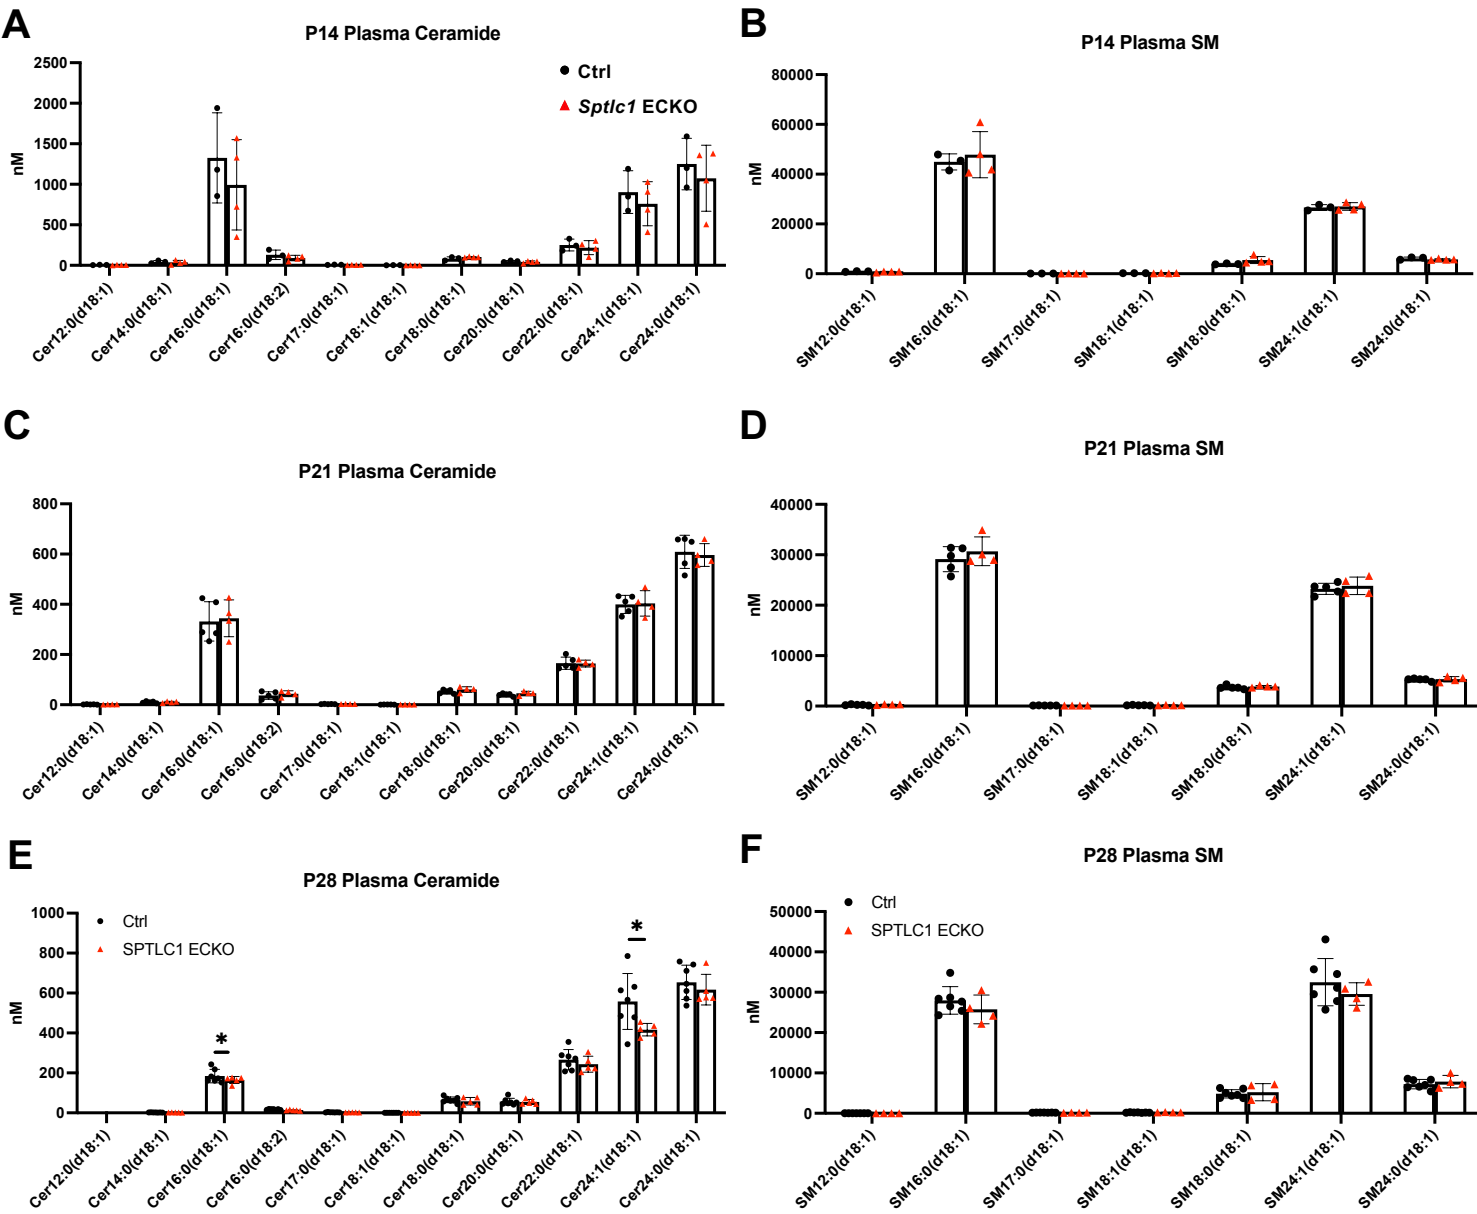 A
P14 Plasma Ceramide
Ctrl
Sptlc1 ECKO
nM
2500
2000
1500
1000
500
0
Cer12:0(d18:1)
Cer14:0(d18:1)
Cer16:0(d18:1)
Cer16:0(d18:2)
Cer17:0(d18:1)
Cer18:1(d18:1)
Cer18:0(d18:1)
Cer20:0(d18:1)
Cer22:0(d18:1)
Cer24:1(d18:1)
Cer24:0(d18:1)
B
P14 Plasma SM
nM
80000
60000
40000
20000
0
SM12:0(d18:1)
SM16:0(d18:1)
SM17:0(d18:1)
SM18:1(d18:1)
SM18:0(d18:1)
SM24:1(d18:1)
SM24:0(d18:1)
C
P21 Plasma Ceramide
nM
800
600
400
200
0
Cer12:0(d18:1)
Cer14:0(d18:1)
Cer16:0(d18:1)
Cer16:0(d18:2)
Cer17:0(d18:1)
Cer18:1(d18:1)
Cer18:0(d18:1)
Cer20:0(d18:1)
Cer22:0(d18:1)
Cer24:1(d18:1)
Cer24:0(d18:1)
D
P21 Plasma SM
nM
40000
30000
20000
10000
0
SM12:0(d18:1)
SM16:0(d18:1)
SM17:0(d18:1)
SM18:1(d18:1)
SM18:0(d18:1)
SM24:1(d18:1)
SM24:0(d18:1)
E
P28 Plasma Ceramide
Ctrl
SPTLC1 ECKO
nM
1000
800
600
400
200
0
*
*
Cer12:0(d18:1)
Cer14:0(d18:1)
Cer16:0(d18:1)
Cer16:0(d18:2)
Cer17:0(d18:1)
Cer18:1(d18:1)
Cer18:0(d18:1)
Cer20:0(d18:1)
Cer22:0(d18:1)
Cer24:1(d18:1)
Cer24:0(d18:1)
F
P28 Plasma SM
Ctrl
SPTLC1 ECKO
nM
50000
40000
30000
20000
10000
0
SM12:0(d18:1)
SM16:0(d18:1)
SM17:0(d18:1)
SM18:1(d18:1)
SM18:0(d18:1)
SM24:1(d18:1)
SM24:0(d18:1)